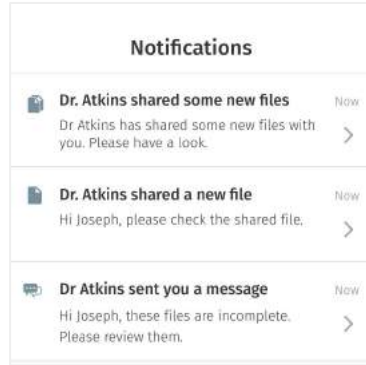 Notifications
Dr. Atkins shared some new files
Now
Dr Atkins has shared some new files with
you. Please have a look.
Dr. Atkins shared a new file
Now
Hi Joseph, please check the shared file.
Dr Atkins sent you a message
Now
Hi Joseph, these files are incomplete.
Please review them.